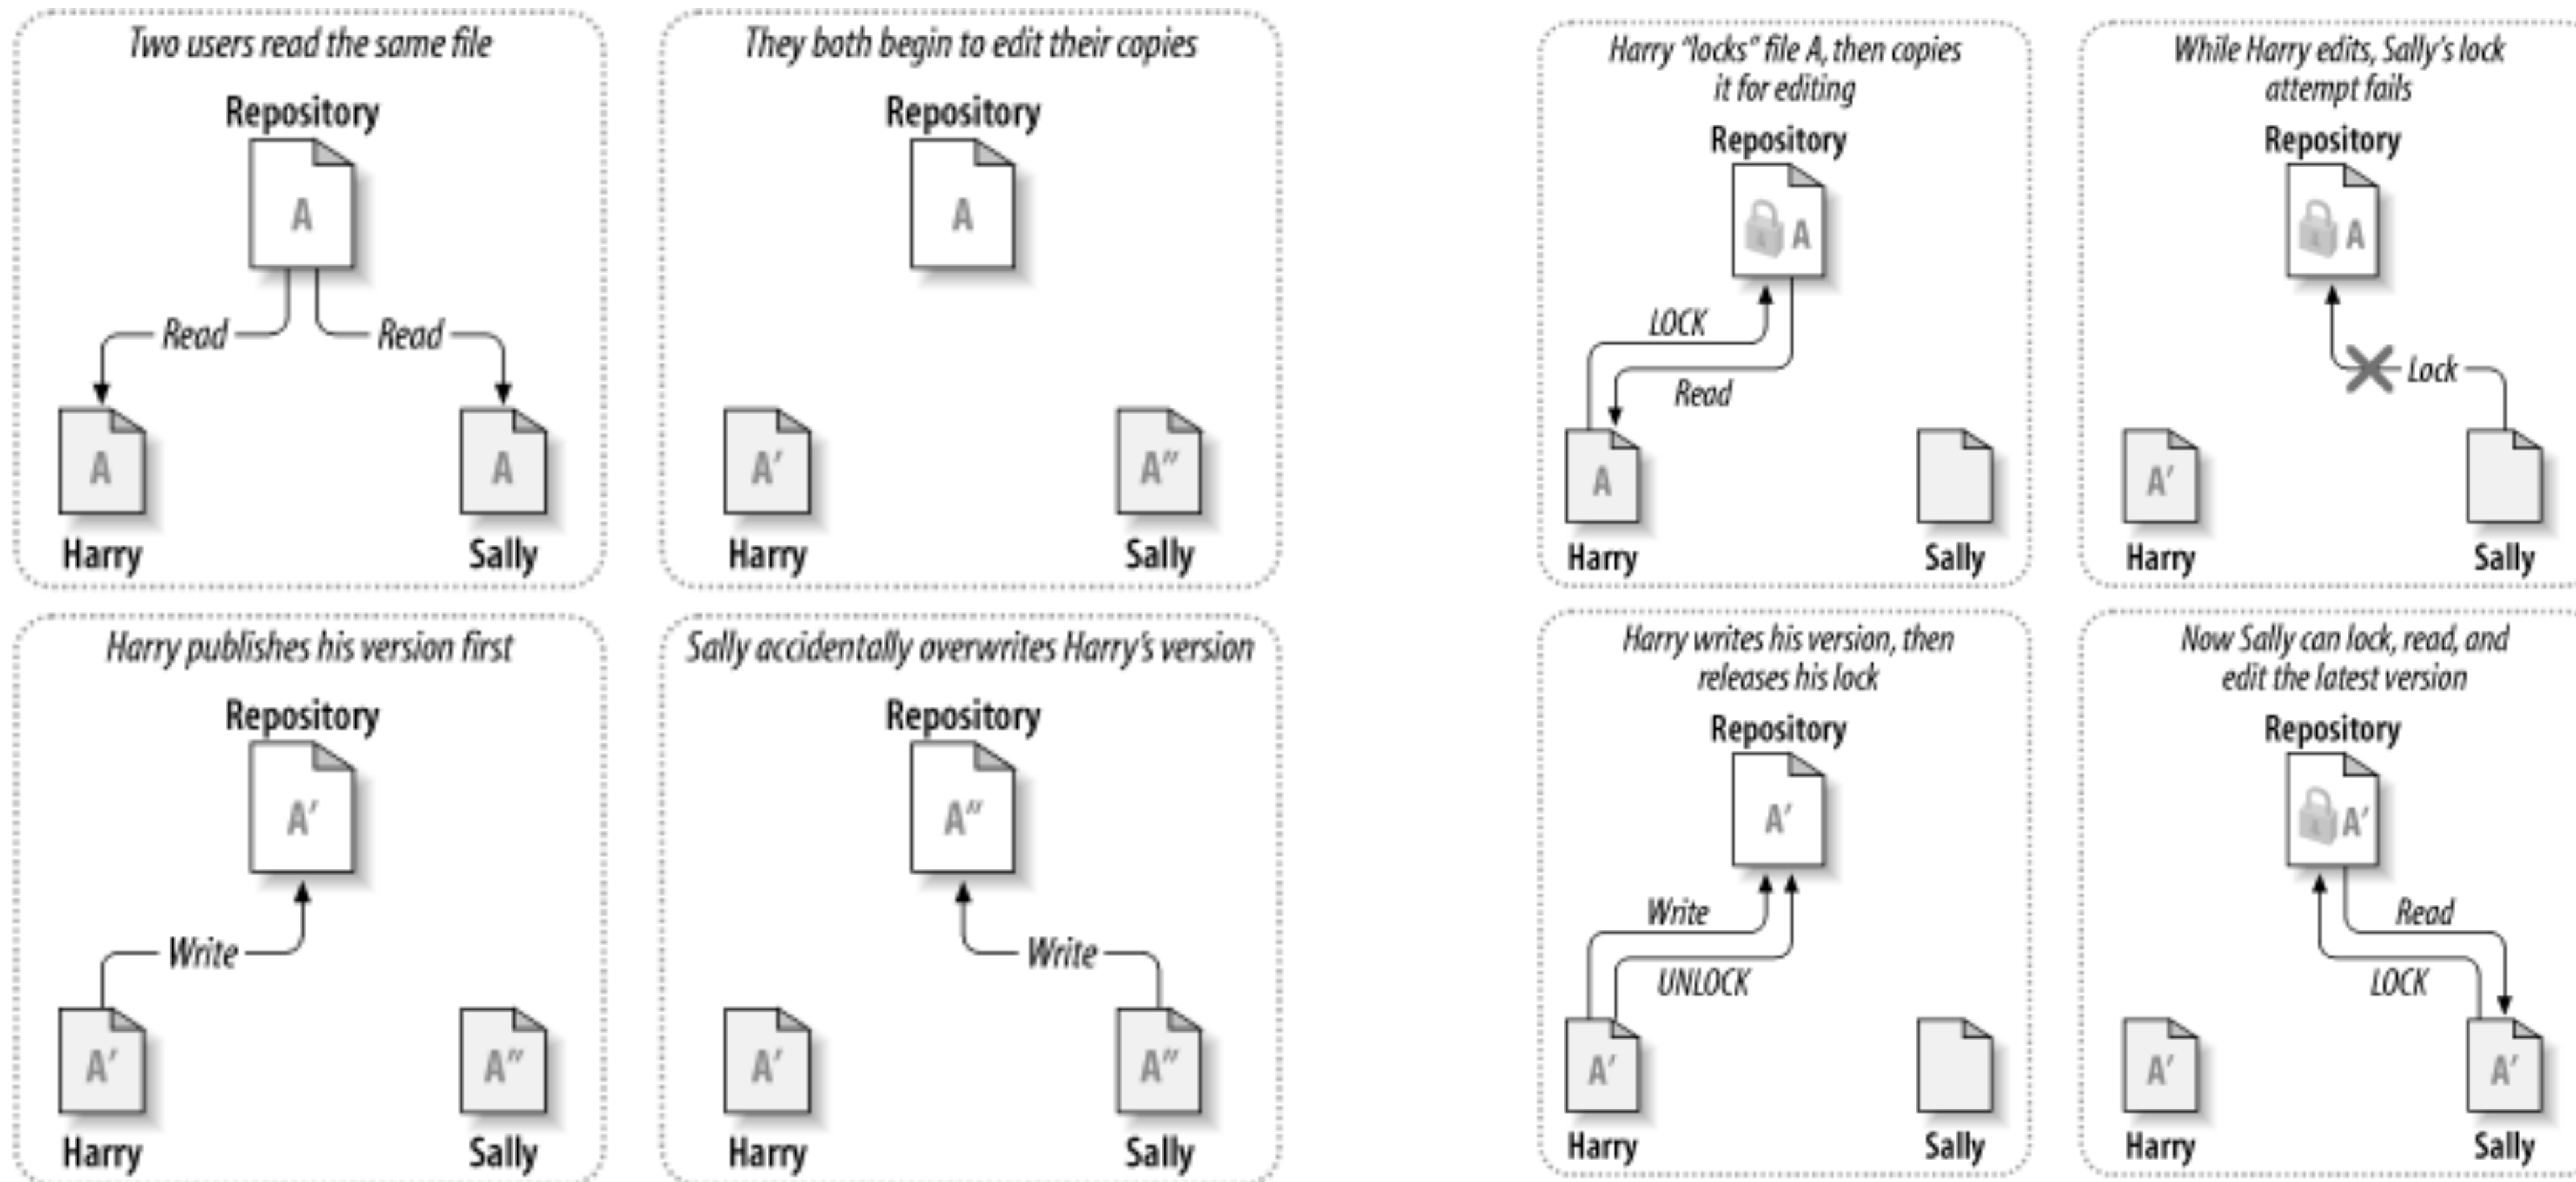 Two users read the same file
Repository
A
Read
Read
A
A
Harry
Sally
They both begin to edit their copies
Repository
A
A′
A″
Harry
Sally
Harry publishes his version first
Repository
A′
Write
A′
A″
Harry
Sally
Sally accidentally overwrites Harry’s version
Repository
A″
Write
A′
A″
Harry
Sally
Harry “locks” file A, then copies
it for editing
Repository
A
LOCK
Read
A
Harry
Sally
While Harry edits, Sally’s lock
attempt fails
Repository
A
Lock
A′
Harry
Sally
Harry writes his version, then
releases his lock
Repository
A′
Write
UNLOCK
A′
Harry
Sally
Now Sally can lock, read, and
edit the latest version
Repository
A′
Read
LOCK
A′
A′
Harry
Sally